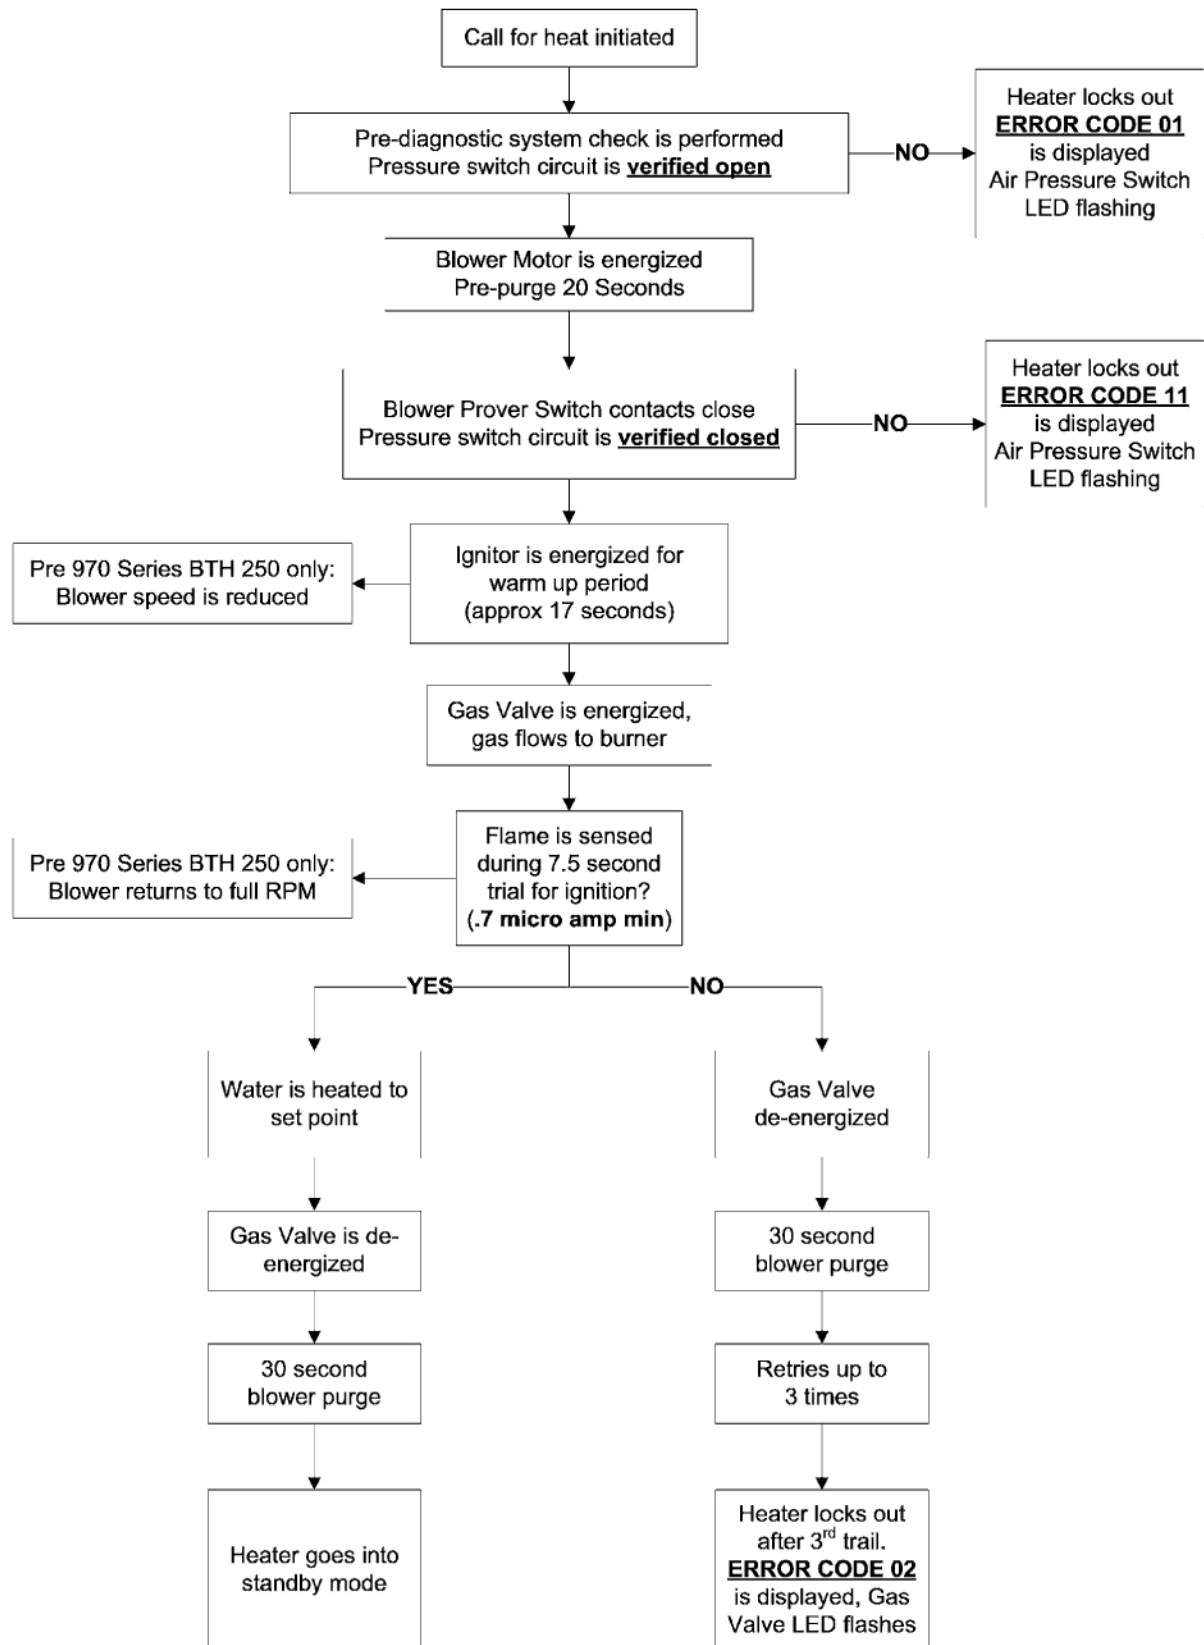 Call for heat initiated
Pre-diagnostic system check is performed
Pressure switch circuit is verified open
NO
Heater locks out
ERROR CODE 01
is displayed
Air Pressure Switch
LED flashing
Blower Motor is energized
Pre-purge 20 Seconds
Blower Prover Switch contacts close
Pressure switch circuit is verified closed
NO
Heater locks out
ERROR CODE 11
is displayed
Air Pressure Switch
LED flashing
Pre 970 Series BTH 250 only:
Blower speed is reduced
Ignitor is energized for
warm up period
(approx 17 seconds)
Gas Valve is energized,
gas flows to burner
Pre 970 Series BTH 250 only:
Blower returns to full RPM
Flame is sensed
during 7.5 second
trial for ignition?
(.7 micro amp min)
YES
NO
Water is heated to
set point
Gas Valve
de-energized
Gas Valve is de-
energized
30 second
blower purge
30 second
blower purge
Retries up to
3 times
Heater goes into
standby mode
Heater locks out
after 3rd trail.
ERROR CODE 02
is displayed, Gas
Valve LED flashes